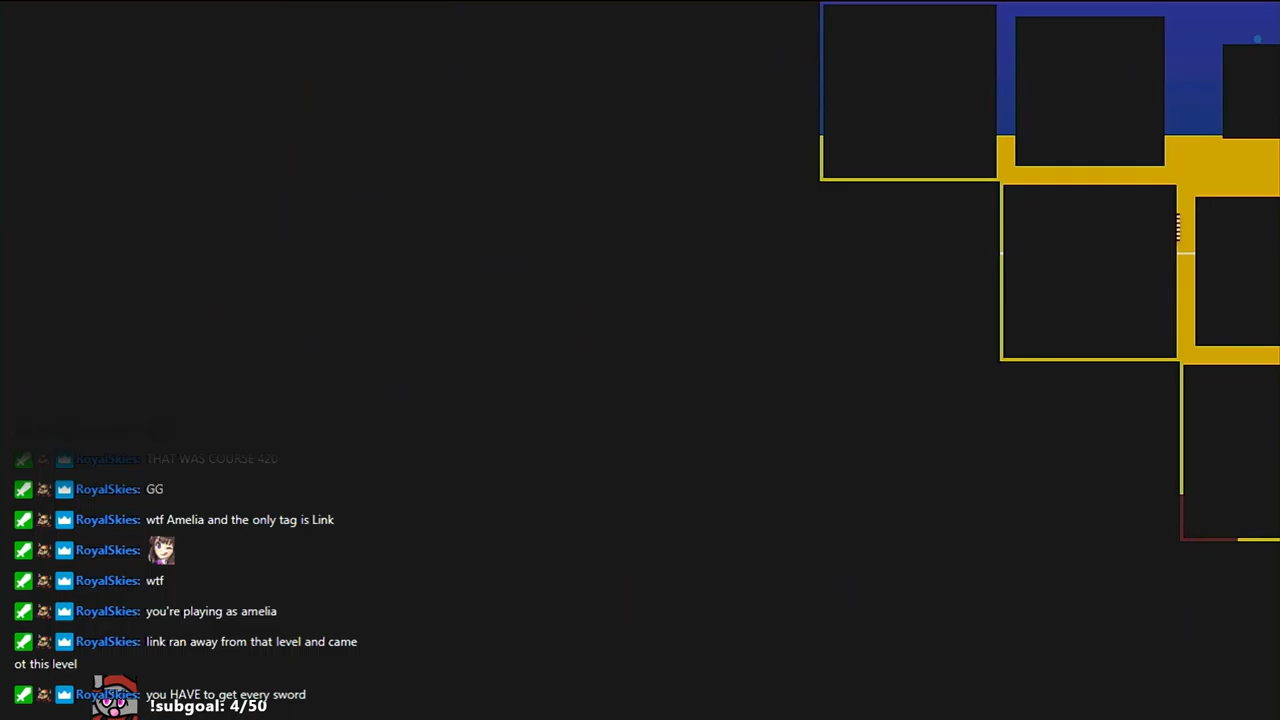 RoyalSkies: THAT WAS COURSE 420
RoyalSkies: GG
RoyalSkies: wtf Amelia and the only tag is Link
RoyalSkies:
RoyalSkies: wtf
RoyalSkies: you're playing as amelia
RoyalSkies: link ran away from that level and came
ot this level
RoyalSkies: you HAVE to get every sword
!subgoal: 4/50